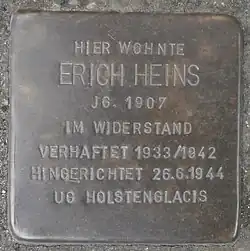 HIER WOHNTE
ERICH HEINS
JG. 1907
IM WIDERSTAND
VERHAFTET 1933/1942
HINGERICHTET 26.6.1944
UG HOLSTENGLACIS